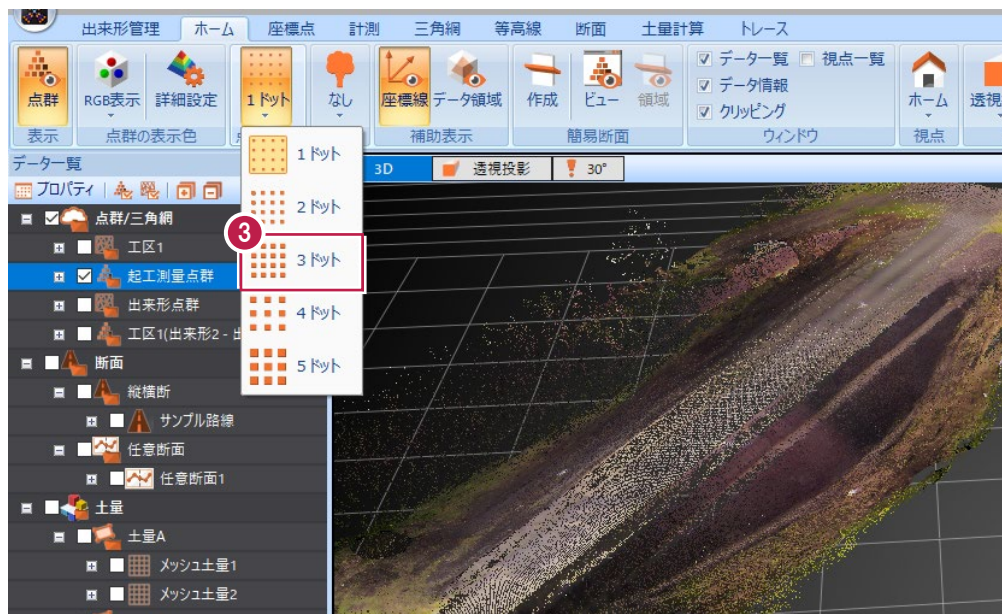 出来形管理 ホーム 座標点 計測 三角網 等高線 断面 土量計算 トレース
点群 RGB表示 詳細設定 1ドット なし 座標線 データ領域 作成 ビュー 領域 ホーム 透視
データ一覧 視点一覧
データ情報
クリッピング
表示 点群の表示色 補助表示 簡易断面 ウィンドウ 視点
データ一覧
プロパティ
3D 透視投影 30°
1ドット
2ドット
3
3ドット
4ドット
5ドット
点群/三角網
工区1
起工測量点群
出来形点群
工区1(出来形2 - 出
断面
縦横断
サンプル路線
任意断面
任意断面1
土量
土量A
メッシュ土量1
メッシュ土量2